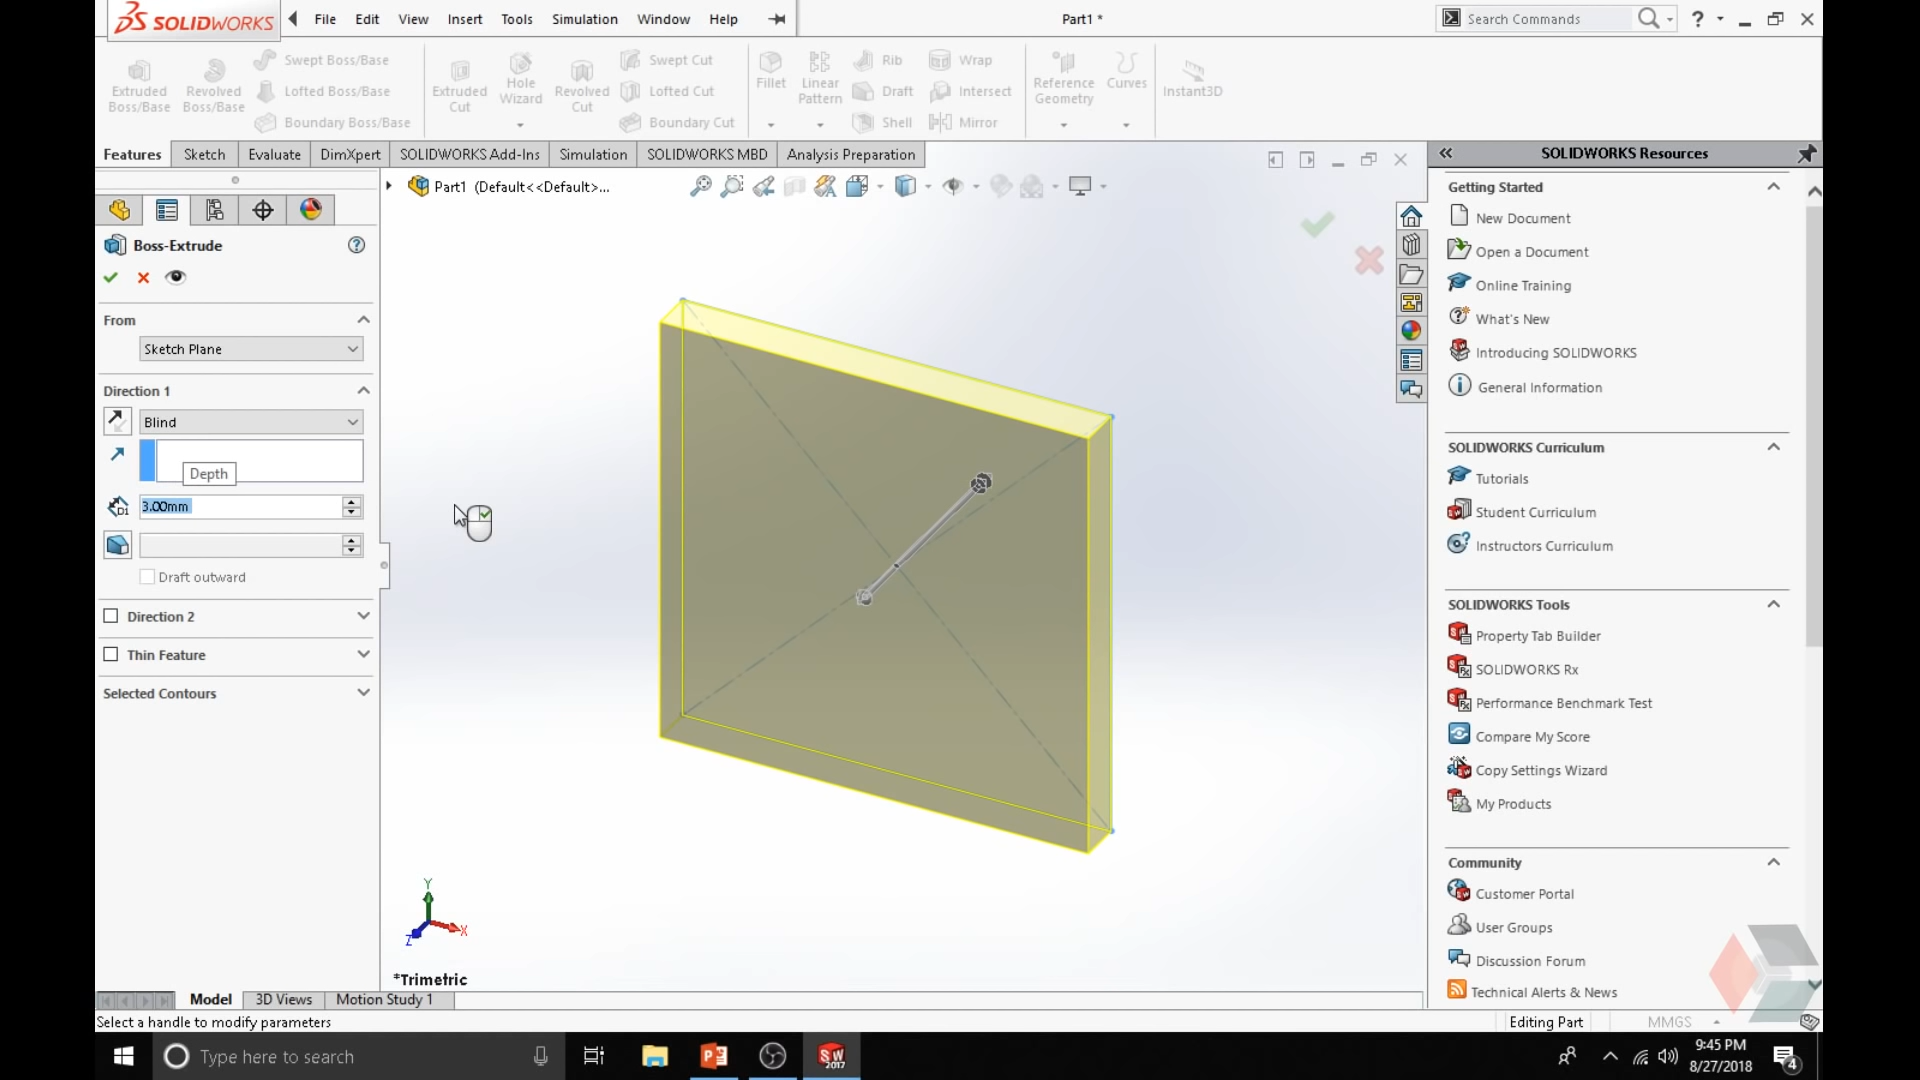 SOLIDWORKS File Edit View Insert Tools Simulation Window Help Part1 * Search Commands ?
Extruded Boss/Base
Revolved Boss/Base
Swept Boss/Base
Lofted Boss/Base
Boundary Boss/Base
Extruded Cut
Hole Wizard
Revolved Cut
Swept Cut
Lofted Cut
Boundary Cut
Fillet
Linear Pattern
Rib
Draft
Shell
Wrap
Intersect
Mirror
Reference Geometry
Curves
Instant3D
Features Sketch Evaluate DimXpert SOLIDWORKS Add-Ins Simulation SOLIDWORKS MBD Analysis Preparation
Part1 (Default<<Default>...
Boss-Extrude
From
Sketch Plane
Direction 1
Blind
Depth
D1
3.00mm
Draft outward
Direction 2
Thin Feature
Selected Contours
Y
X
Z
*Trimetric
SOLIDWORKS Resources
Getting Started
New Document
Open a Document
Online Training
What's New
Introducing SOLIDWORKS
General Information
SOLIDWORKS Curriculum
Tutorials
Student Curriculum
Instructors Curriculum
SOLIDWORKS Tools
Property Tab Builder
SOLIDWORKS Rx
Performance Benchmark Test
Compare My Score
Copy Settings Wizard
My Products
Community
Customer Portal
User Groups
Discussion Forum
Technical Alerts & News
Model 3D Views Motion Study 1
Select a handle to modify parameters Editing Part MMGS
Type here to search
SW 2017
9:45 PM
8/27/2018
4